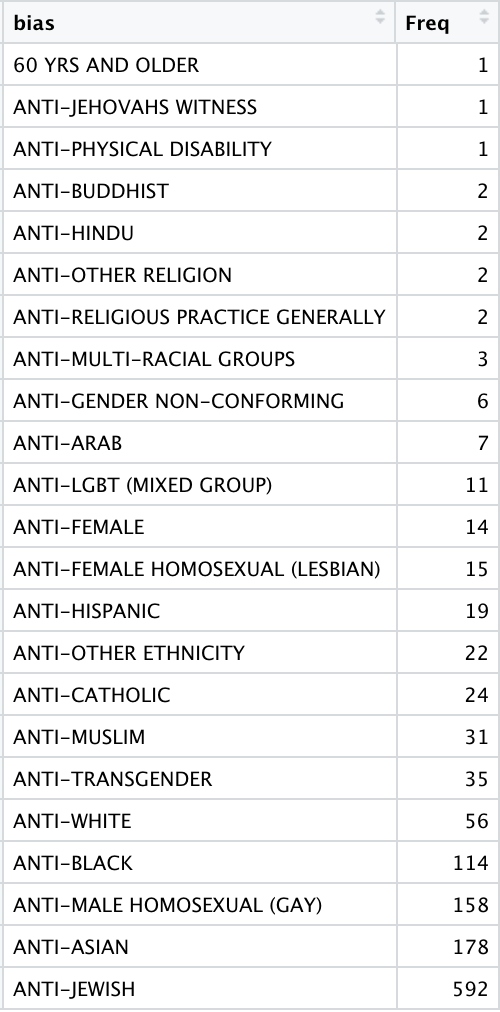 bias Freq
60 YRS AND OLDER 1
ANTI-JEHOVAHS WITNESS 1
ANTI-PHYSICAL DISABILITY 1
ANTI-BUDDHIST 2
ANTI-HINDU 2
ANTI-OTHER RELIGION 2
ANTI-RELIGIOUS PRACTICE GENERALLY 2
ANTI-MULTI-RACIAL GROUPS 3
ANTI-GENDER NON-CONFORMING 6
ANTI-ARAB 7
ANTI-LGBT (MIXED GROUP) 11
ANTI-FEMALE 14
ANTI-FEMALE HOMOSEXUAL (LESBIAN) 15
ANTI-HISPANIC 19
ANTI-OTHER ETHNICITY 22
ANTI-CATHOLIC 24
ANTI-MUSLIM 31
ANTI-TRANSGENDER 35
ANTI-WHITE 56
ANTI-BLACK 114
ANTI-MALE HOMOSEXUAL (GAY) 158
ANTI-ASIAN 178
ANTI-JEWISH 592